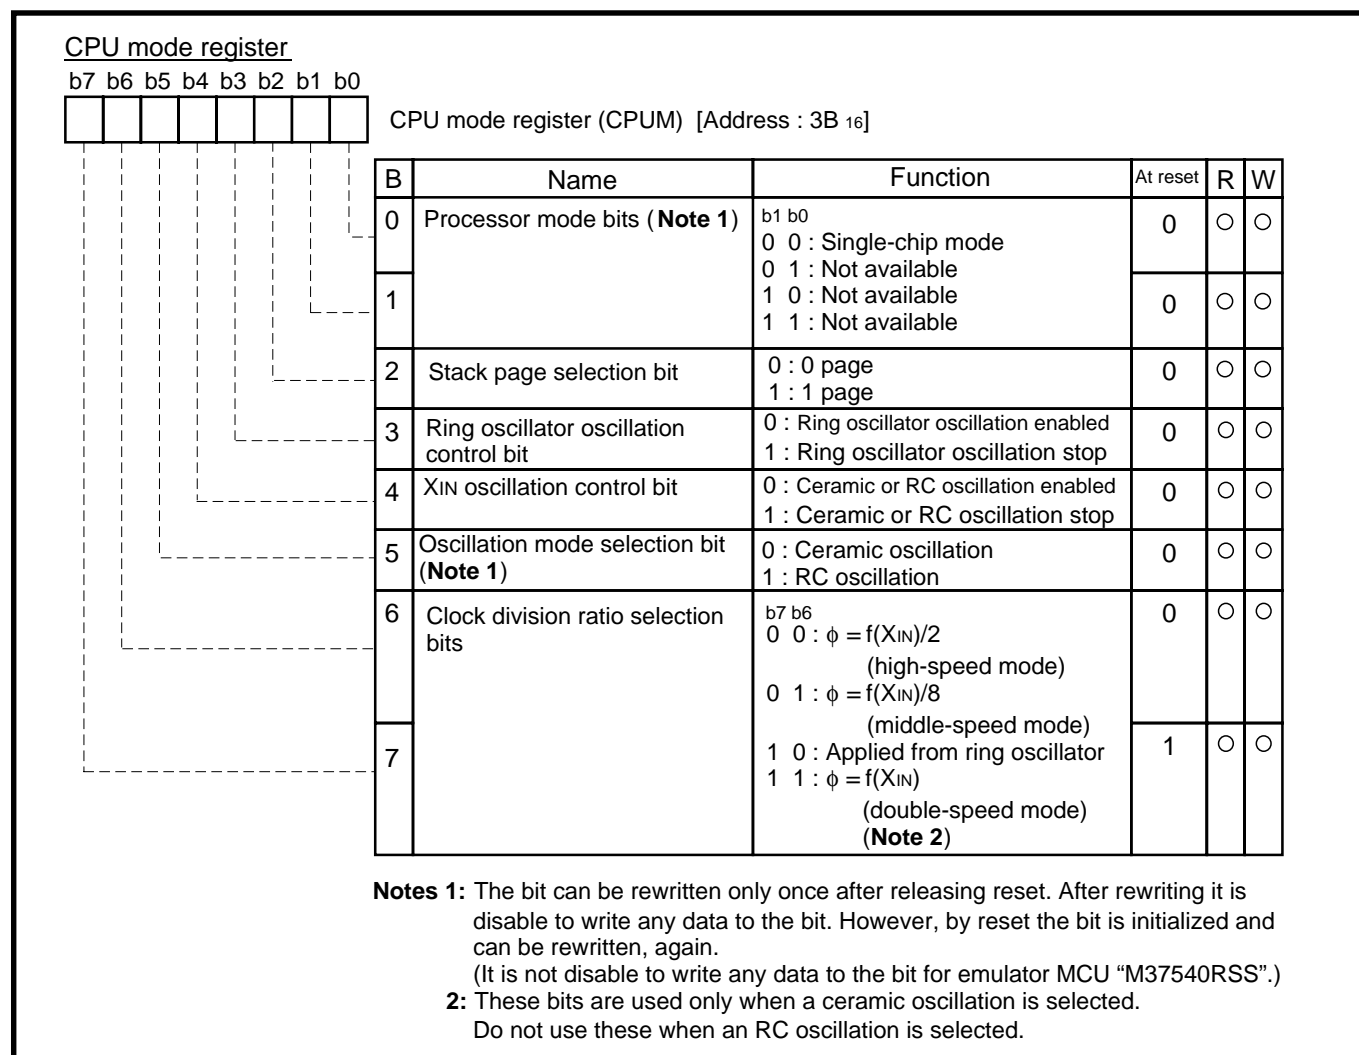 CPU mode register
b7 b6 b5 b4 b3 b2 b1 b0
CPU mode register (CPUM) [Address : 3B 16]
B Name Function At reset R W
0 Processor mode bits (Note 1) b1 b0 0 ○ ○
0 0 : Single-chip mode
0 1 : Not available
1 1 0 : Not available 0 ○ ○
1 1 : Not available
2 Stack page selection bit 0 : 0 page 0 ○ ○
1 : 1 page
3 Ring oscillator oscillation 0 : Ring oscillator oscillation enabled 0 ○ ○
control bit 1 : Ring oscillator oscillation stop
4 XIN oscillation control bit 0 : Ceramic or RC oscillation enabled 0 ○ ○
1 : Ceramic or RC oscillation stop
5 Oscillation mode selection bit 0 : Ceramic oscillation 0 ○ ○
(Note 1) 1 : RC oscillation
6 Clock division ratio selection b7 b6 0 ○ ○
bits 0 0 : φ = f(XIN)/2
(high-speed mode)
0 1 : φ = f(XIN)/8
(middle-speed mode)
7 1 0 : Applied from ring oscillator 1 ○ ○
1 1 : φ = f(XIN)
(double-speed mode)
(Note 2)
Notes 1: The bit can be rewritten only once after releasing reset. After rewriting it is
disable to write any data to the bit. However, by reset the bit is initialized and
can be rewritten, again.
(It is not disable to write any data to the bit for emulator MCU “M37540RSS”.)
2: These bits are used only when a ceramic oscillation is selected.
Do not use these when an RC oscillation is selected.